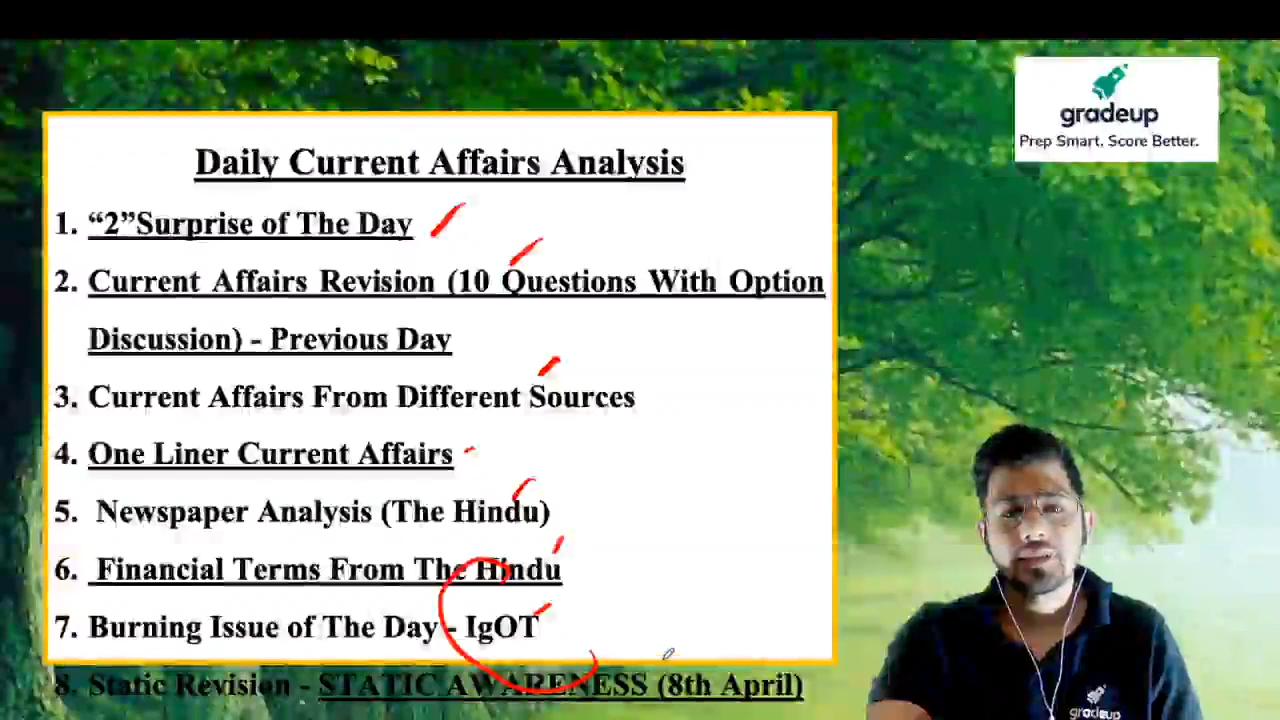 gradeup
Prep Smart. Score Better.
Daily Current Affairs Analysis
1. “2”Surprise of The Day
2. Current Affairs Revision (10 Questions With Option
Discussion) - Previous Day
3. Current Affairs From Different Sources
4. One Liner Current Affairs
5. Newspaper Analysis (The Hindu)
6. Financial Terms From The Hindu
7. Burning Issue of The Day - IgOT
8. Static Revision - STATIC AWARENESS (8th April)
gradeup